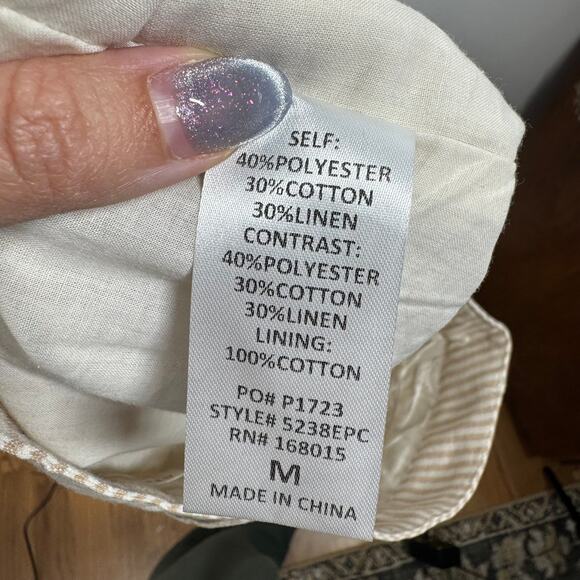 SELF:
40%POLYESTER
30%COTTON
30%LINEN
CONTRAST:
40%POLYESTER
30%COTTON
30%LINEN
LINING:
100%COTTON
PO# P1723
STYLE# S238EPC
RN# 168015
M
MADE IN CHINA